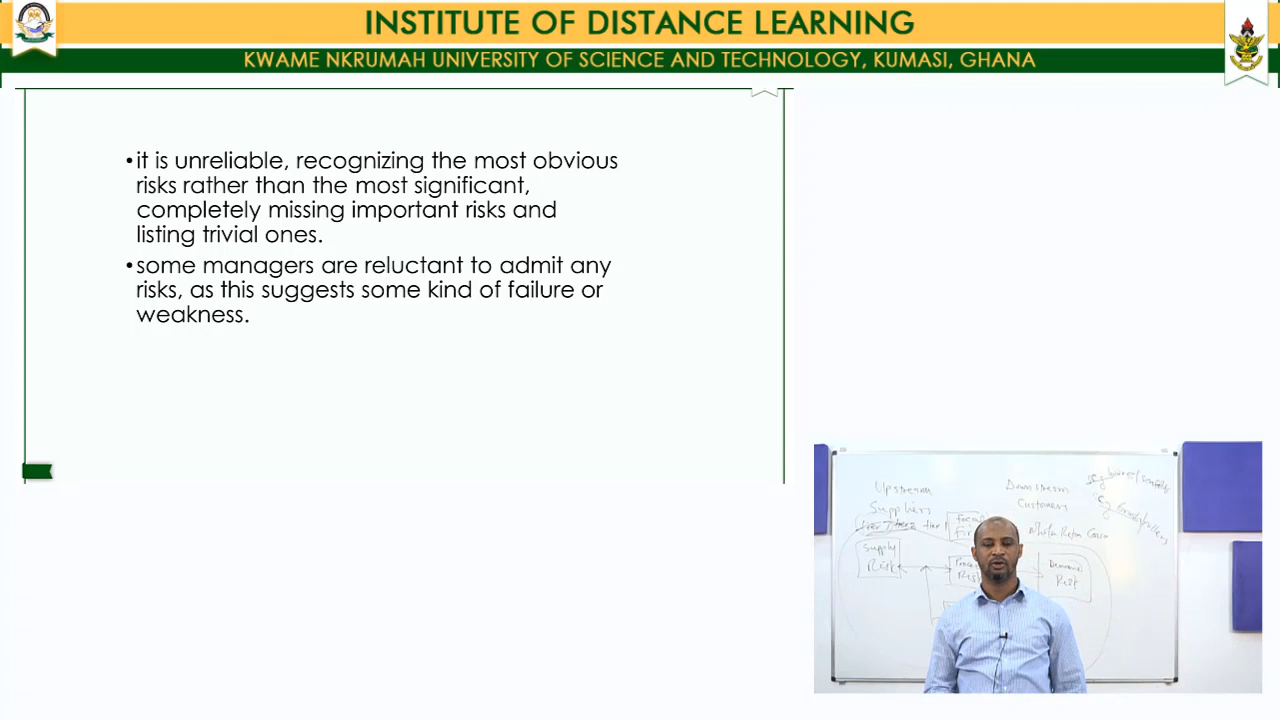 INSTITUTE OF DISTANCE LEARNING
KWAME NKRUMAH UNIVERSITY OF SCIENCE AND TECHNOLOGY, KUMASI, GHANA
•it is unreliable, recognizing the most obvious
risks rather than the most significant,
completely missing important risks and
listing trivial ones.
•some managers are reluctant to admit any
risks, as this suggests some kind of failure or
weakness.
Upstream
Suppliers
Downstream
Customers
Supply
Risk
Demand
Risk